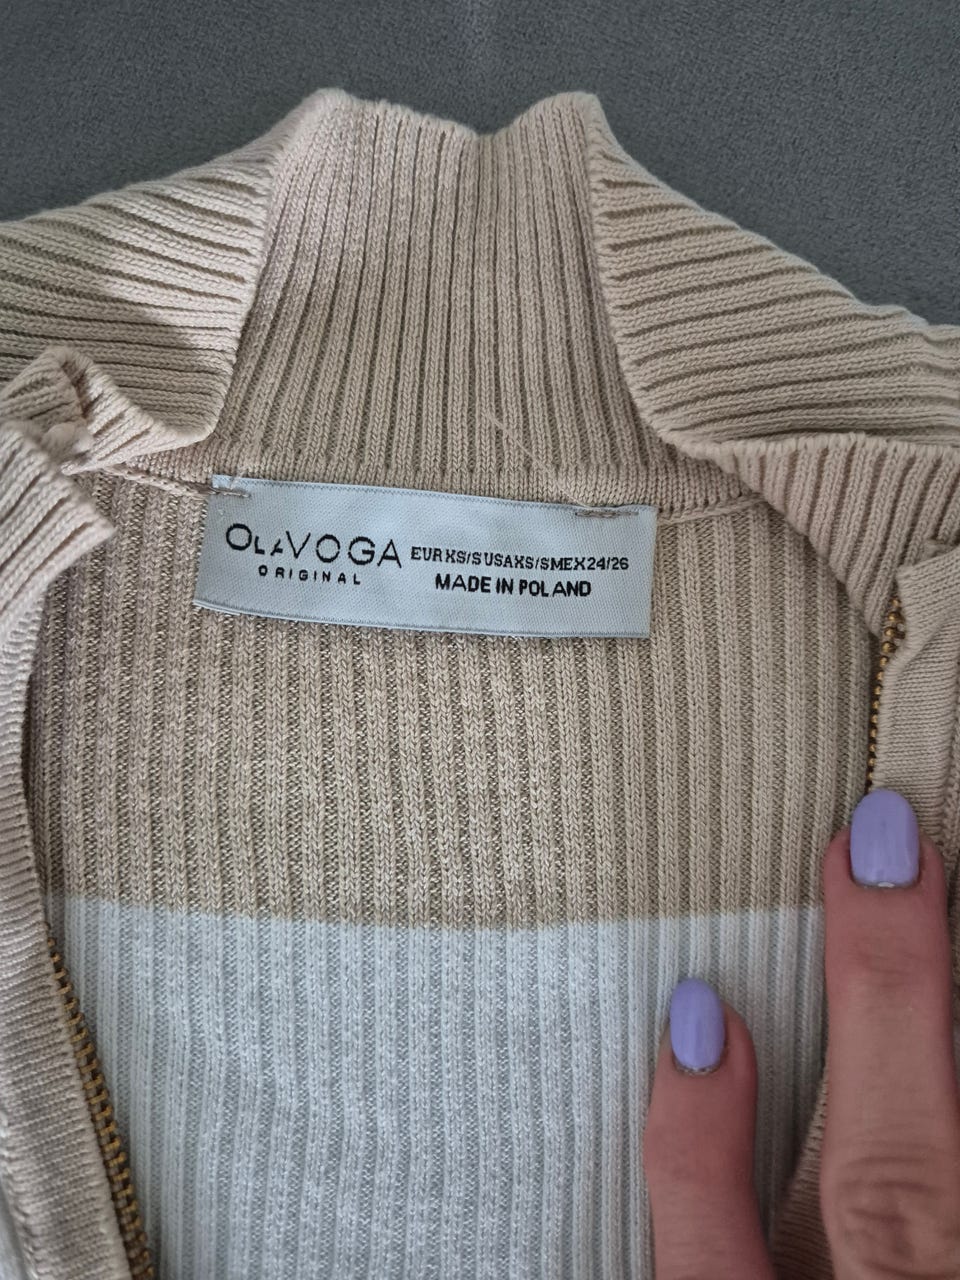 OLAVOGA
ORIGINAL
EUR XS/S USA XS/S MEX 24/26
MADE IN POLAND